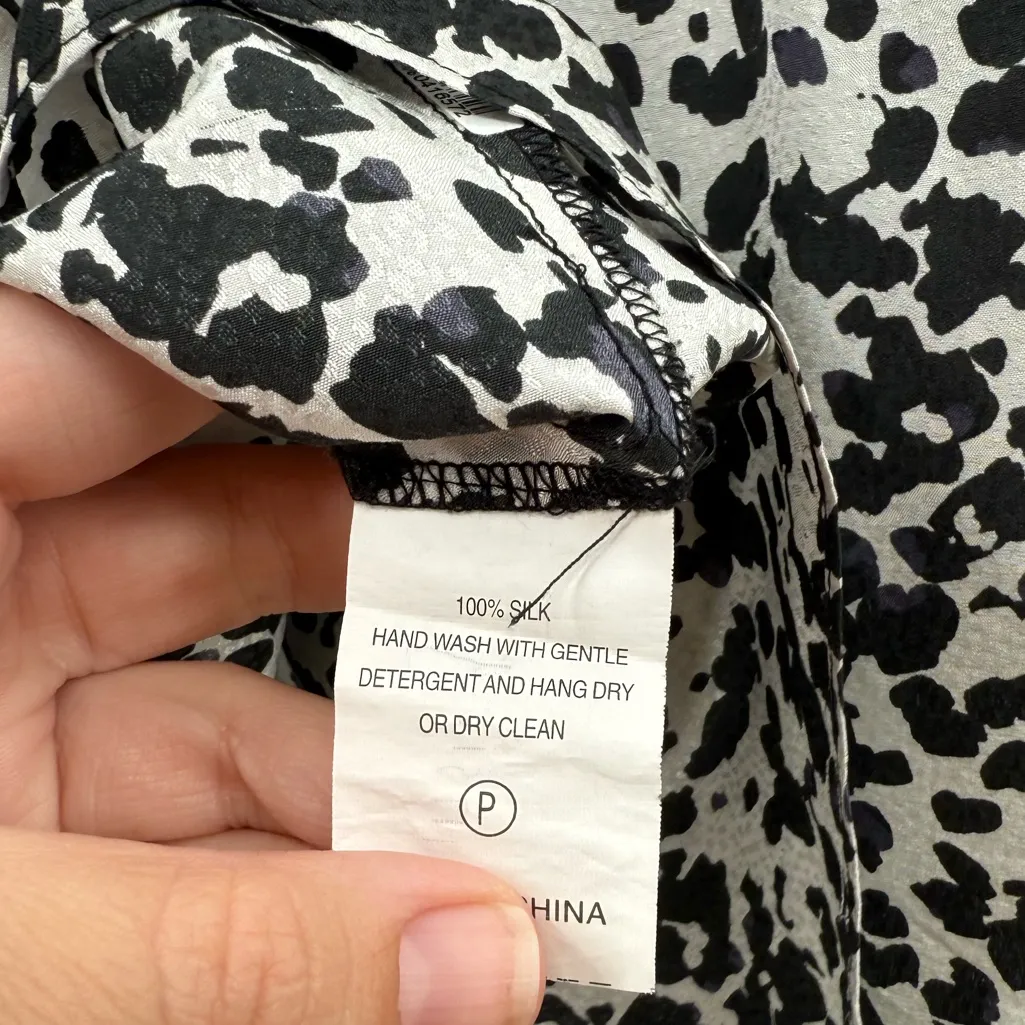 100% SILK
HAND WASH WITH GENTLE
DETERGENT AND HANG DRY
OR DRY CLEAN
P
CHINA